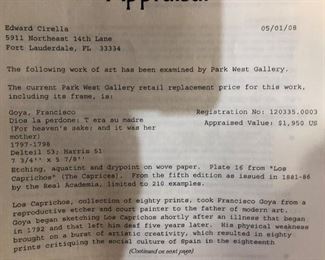 Appraisal
Edward Cirella 05/01/08
5911 Northeast 14th Lane
Fort Lauderdale, FL 33334
The following work of art has been examined by Park West Gallery.
The current Park West Gallery retail replacement price for this work,
including its frame, is:
Goya, Francisco Registration No: 120335.0003
Dios la perdone: Y era su madre Appraised Value: $1,950 US
(For heaven's sake: and it was her
mother)
1797-1798
Delteil 53; Harris 51
7 3/4'' x 5 7/8''
Etching, aquatint and drypoint on wove paper. Plate 16 from "Los
Caprichos" (The Caprices). From the fifth edition as issued in 1881-86
by the Real Academia, limited to 210 examples.
Los Caprichos, collection of eighty prints, took Francisco Goya from a
reproductive etcher and court painter to the father of modern art.
Goya began sketching Los Caprichos shortly after an illness that began
in 1792 and that left him deaf five years later. His physical weakness
brought on a burst of artistic creativity, which resulted in eighty
prints critiquing the social culture of Spain in the eighteenth
(Continued on next page)